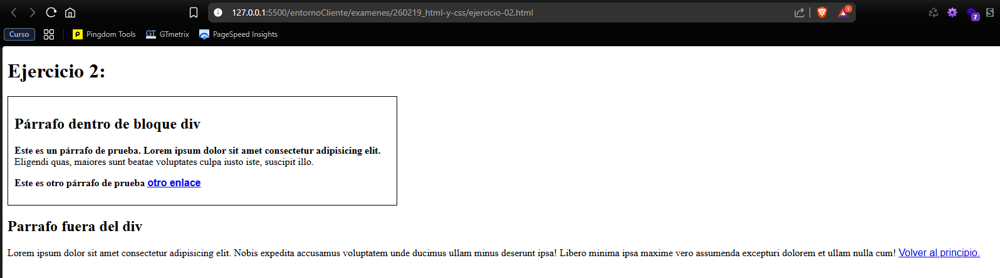 127.0.0.1:5500/entornoCliente/examenes/260219_html-y-css/ejercicio-02.html
1
7
Curso
Pingdom Tools
GT GTmetrix
PageSpeed Insights
Ejercicio 2:
Párrafo dentro de bloque div
Este es un párrafo de prueba. Lorem ipsum dolor sit amet consectetur adipisicing elit.
Eligendi quas, maiores sunt beatae voluptates culpa iusto iste, suscipit illo.
Este es otro párrafo de prueba otro enlace
Parrafo fuera del div
Lorem ipsum dolor sit amet consectetur adipisicing elit. Nobis expedita accusamus voluptatem unde ducimus ullam minus deserunt ipsa! Libero minima ipsa maxime vero assumenda excepturi dolorem et ullam nulla cum! Volver al principio.